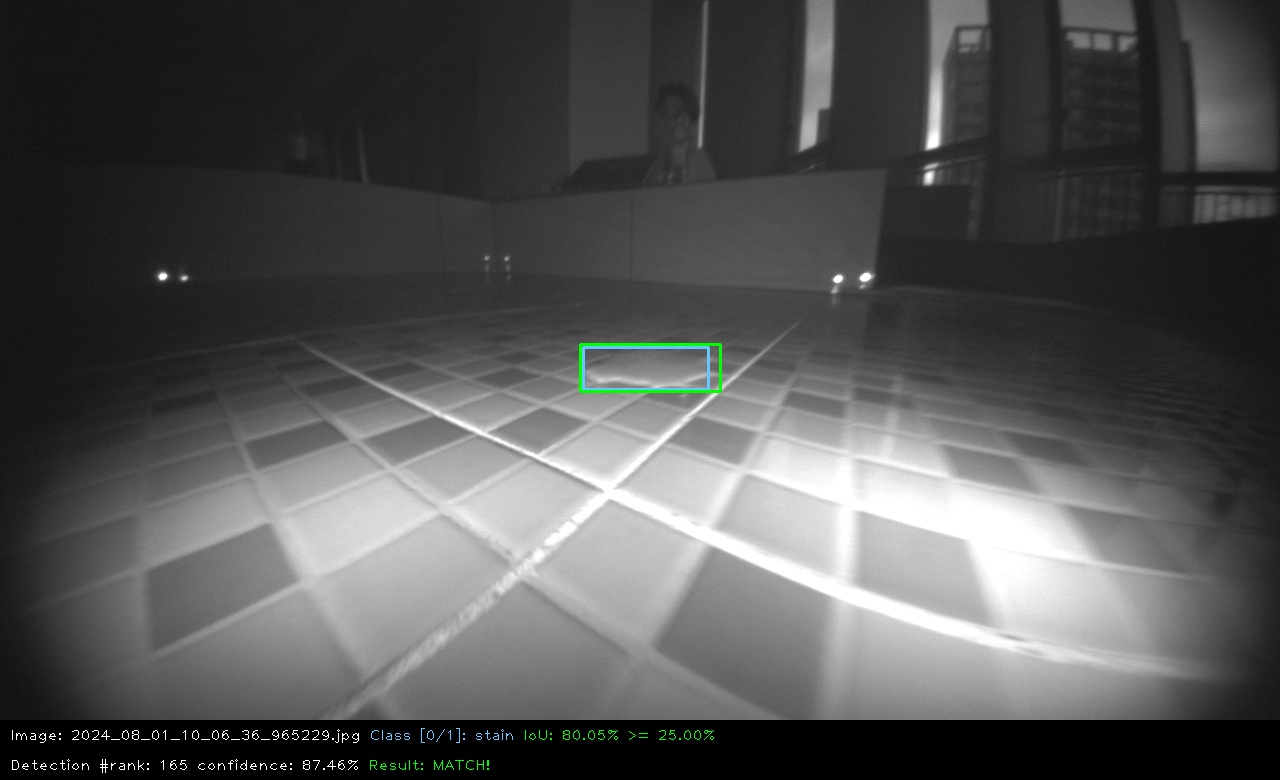 Image: 2024_08_01_10_06_36_965229.jpg Class [0/1]: stain IoU: 80.05% >= 25.00%
Detection #rank: 165 confidence: 87.46% Result: MATCH!